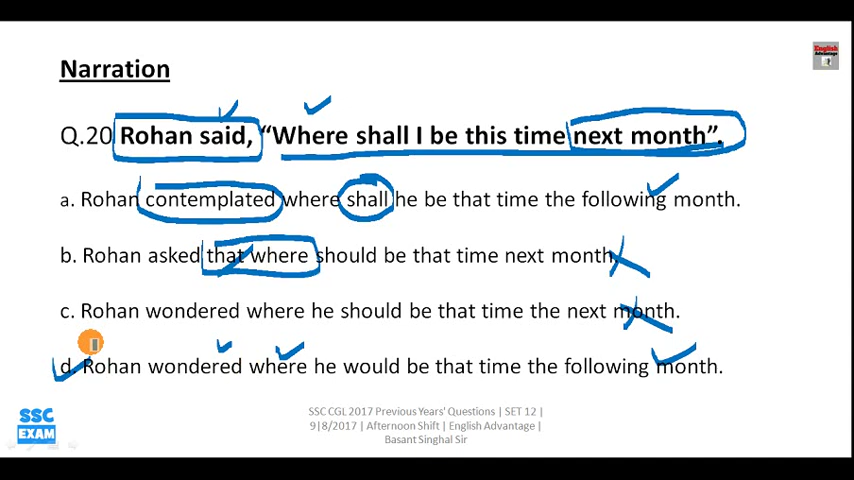 English
Advantage
Narration
Q.20 Rohan said, “Where shall I be this time next month”.
a. Rohan contemplated where shall he be that time the following month.
b. Rohan asked that where should be that time next month.
c. Rohan wondered where he should be that time the next month.
d. Rohan wondered where he would be that time the following month.
SSC
EXAM
SSC CGL 2017 Previous Years' Questions | SET 12 |
9|8/2017 | Afternoon Shift | English Advantage |
Basant Singhal Sir